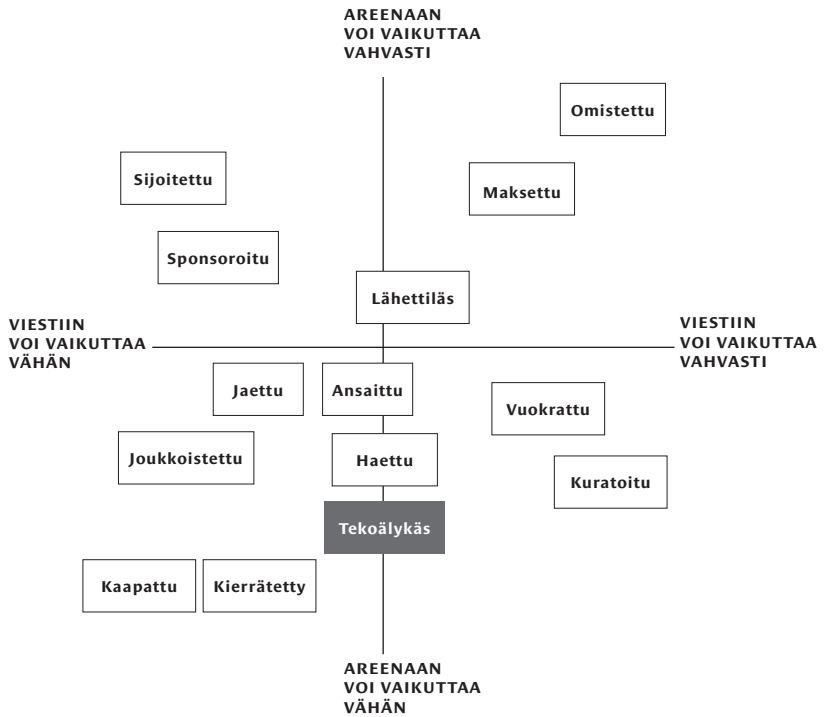 AREENAAN
VOI VAIKUTTAA
VAHVASTI
Omistettu
Sijoitettu
Maksettu
Sponsoroitu
Lähettiläs
VIESTIIN
VOI VAIKUTTAA
VÄHÄN
VIESTIIN
VOI VAIKUTTAA
VAHVASTI
Jaettu
Ansaittu
Vuokrattu
Joukkoistettu
Haettu
Kuratoitu
Tekoälykäs
Kaapattu
Kierrätetty
AREENAAN
VOI VAIKUTTAA
VÄHÄN